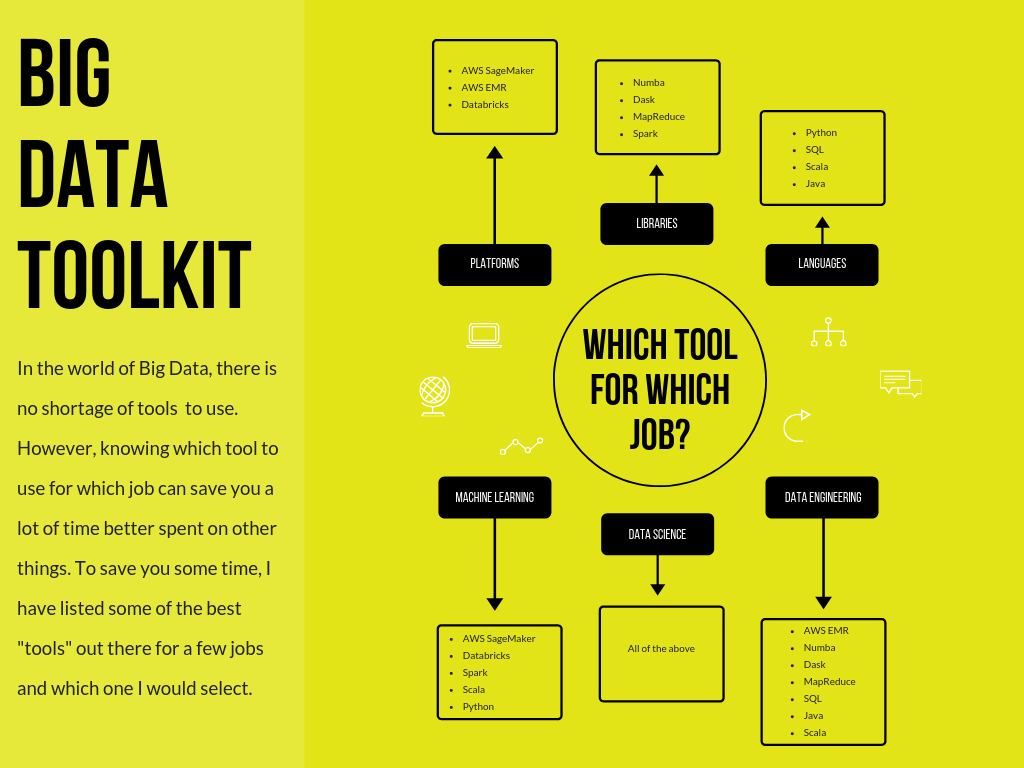 BIG
DATA
TOOLKIT
In the world of Big Data, there is
no shortage of tools  to use.
However, knowing which tool to
use for which job can save you a
lot of time better spent on other
things. To save you some time, I
have listed some of the best
"tools" out there for a few jobs
and which one I would select.
• AWS SageMaker
• AWS EMR
• Databricks
PLATFORMS
• Numba
• Dask
• MapReduce
• Spark
LIBRARIES
• Python
• SQL
• Scala
• Java
LANGUAGES
WHICH TOOL
FOR WHICH
JOB?
MACHINE LEARNING
• AWS SageMaker
• Databricks
• Spark
• Scala
• Python
DATA SCIENCE
All of the above
DATA ENGINEERING
• AWS EMR
• Numba
• Dask
• MapReduce
• SQL
• Java
• Scala